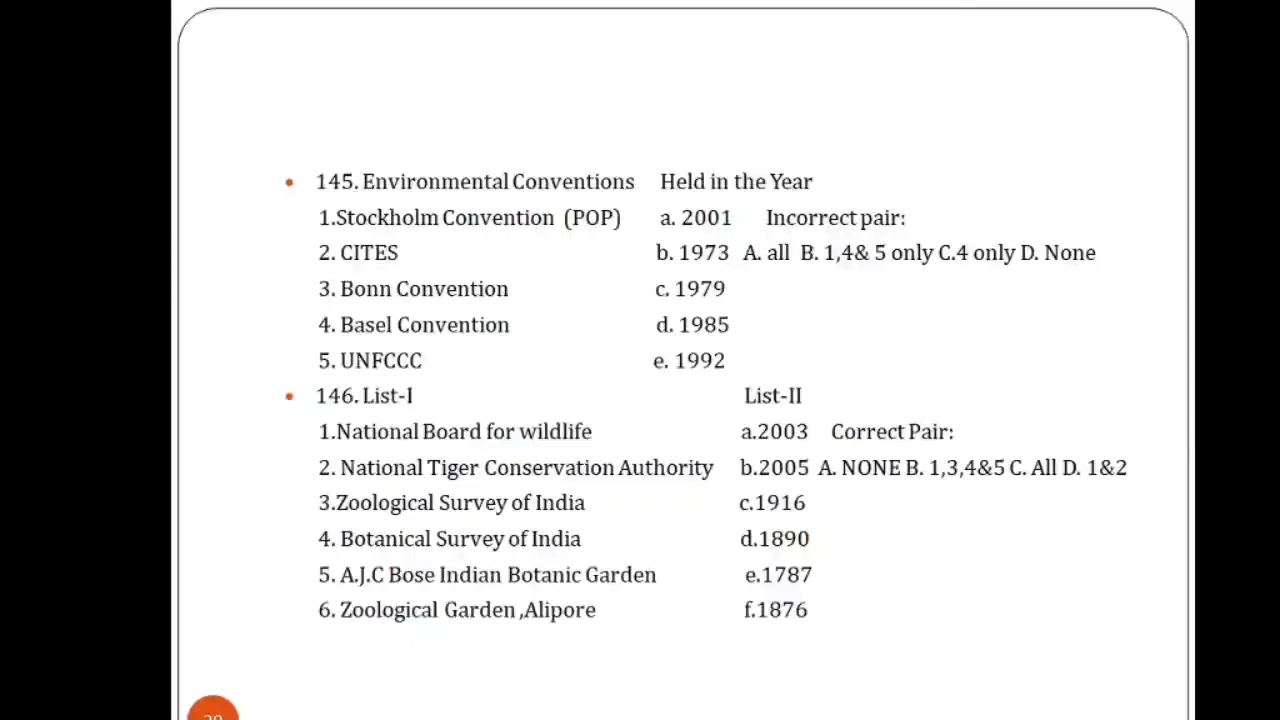 145. Environmental Conventions Held in the Year
1.Stockholm Convention (POP) a. 2001 Incorrect pair:
2. CITES b. 1973 A. all B. 1,4& 5 only C.4 only D. None
3. Bonn Convention c. 1979
4. Basel Convention d. 1985
5. UNFCCC e. 1992
146. List-I List-II
1.National Board for wildlife a.2003 Correct Pair:
2. National Tiger Conservation Authority b.2005 A. NONE B. 1,3,4&5 C. All D. 1&2
3.Zoological Survey of India c.1916
4. Botanical Survey of India d.1890
5. A.J.C Bose Indian Botanic Garden e.1787
6. Zoological Garden ,Alipore f.1876